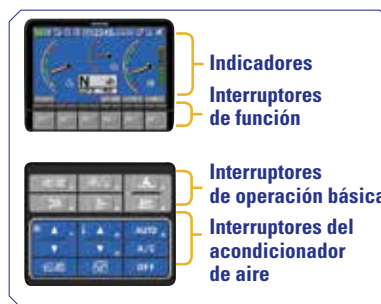 N
Indicadores
Interruptores
de función
Interruptores
de operación básica
Interruptores del
acondicionador
de aire
AUTO
A/C
OFF